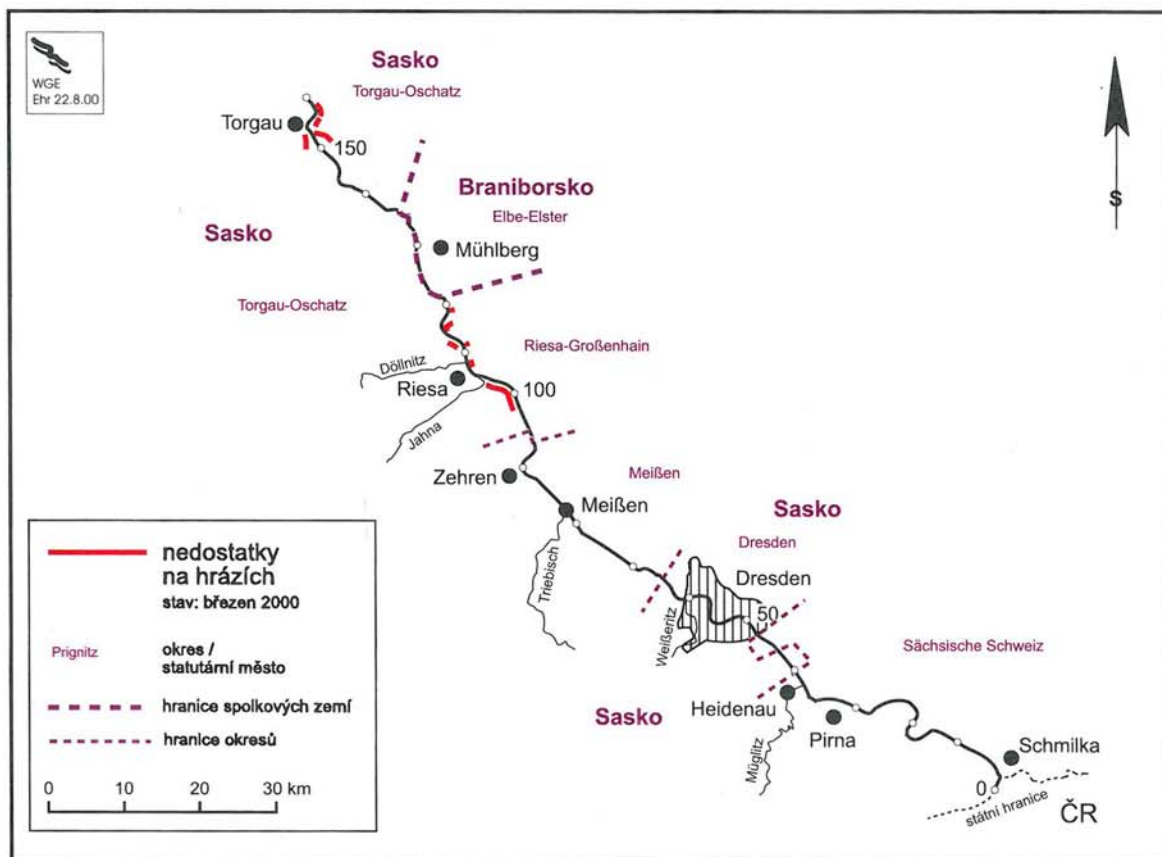 WGE
Ehr 22.8.00
Sasko
Torgau-Oschatz
Torgau
150
Braniborsko
Elbe-Elster
S
Sasko
Mühlberg
Torgau-Oschatz
Riesa-Großenhain
Döllnitz
Riesa
100
Jahna
Zehren
Meißen
Meißen
Sasko
Dresden
Dresden
Triebisch
Weißeritz
50
Sächsische Schweiz
Sasko
Heidenau
Pirna
Müglitz
Schmilka
0
státní hranice
ČR
nedostatky
na hrázích
stav: březen 2000
Prignitz
okres /
statutární město
hranice spolkových zemí
hranice okresů
0 10 20 30 km